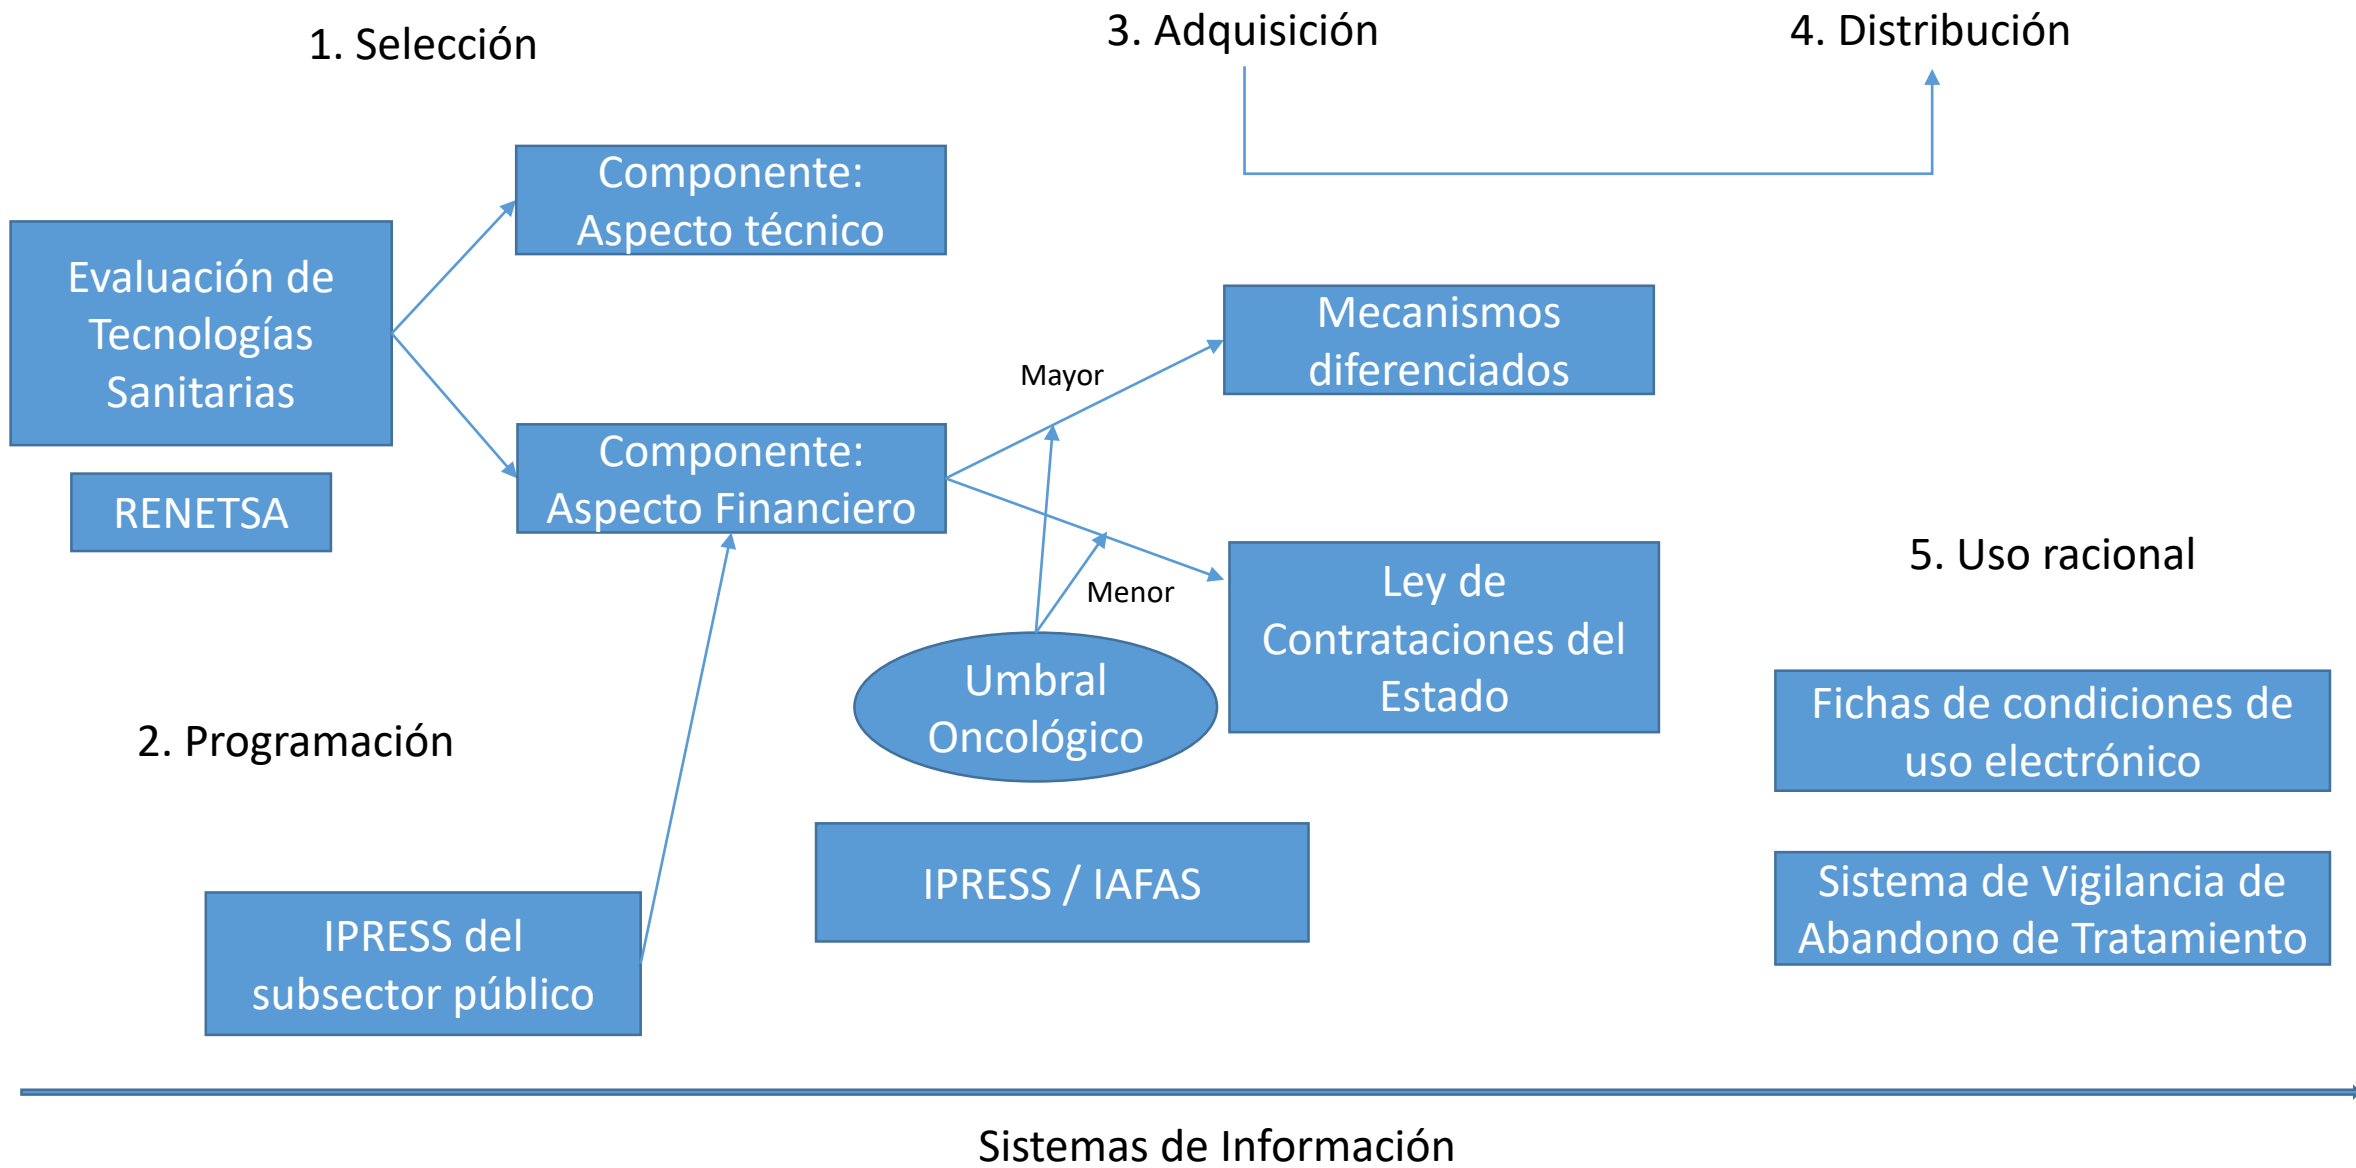 1. Selección
3. Adquisición
4. Distribución
Componente:
Aspecto técnico
Evaluación de
Tecnologías
Sanitarias
RENETSA
Componente:
Aspecto Financiero
Mayor
Menor
Mecanismos
diferenciados
Ley de
Contrataciones del
Estado
Umbral
Oncológico
IPRESS / IAFAS
2. Programación
IPRESS del
subsector público
5. Uso racional
Fichas de condiciones de
uso electrónico
Sistema de Vigilancia de
Abandono de Tratamiento
Sistemas de Información